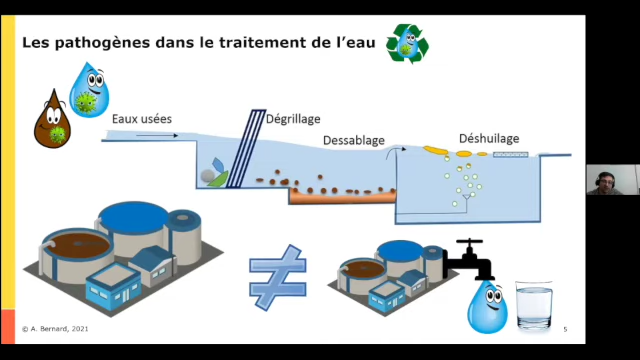 Les pathogènes dans le traitement de l'eau
Eaux usées
Dégrillage
Dessablage
Déshuilage
© A. Bernard, 2021
5